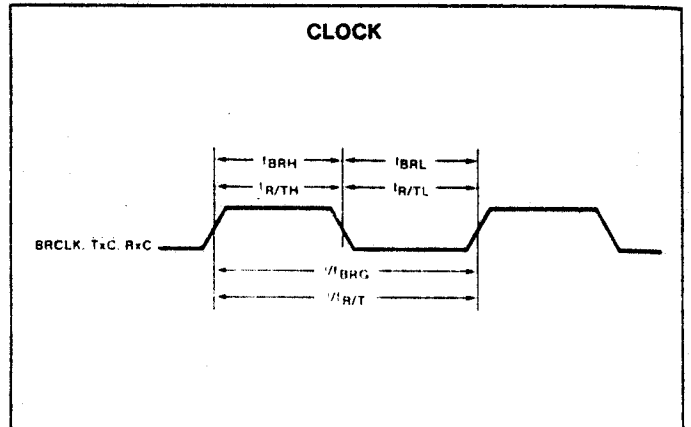 CLOCK
tBRH tBRL
tR/TH tR/TL
BRCLK, TxC, RxC
1/fBRG
1/fR/T